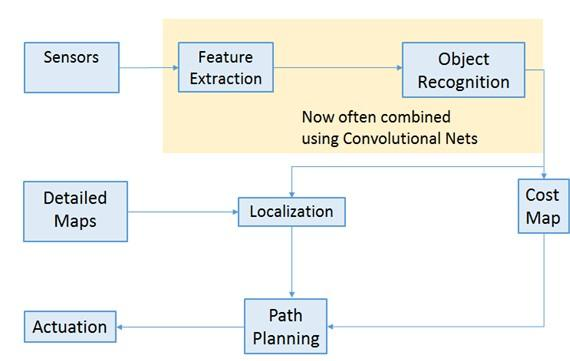 Sensors
Feature
Extraction
Object
Recognition
Now often combined
using Convolutional Nets
Detailed
Maps
Localization
Cost
Map
Actuation
Path
Planning